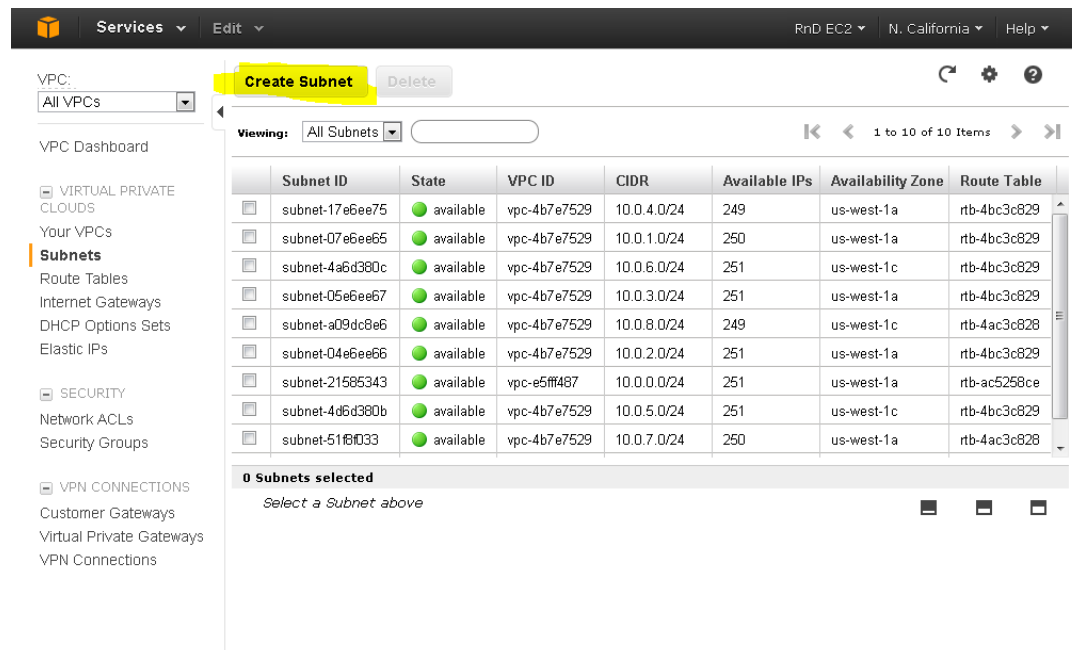 Services Edit RnD EC2 N. California Help
VPC:
All VPCs
VPC Dashboard
VIRTUAL PRIVATE
CLOUDS
Your VPCs
Subnets
Route Tables
Internet Gateways
DHCP Options Sets
Elastic IPs
SECURITY
Network ACLs
Security Groups
VPN CONNECTIONS
Customer Gateways
Virtual Private Gateways
VPN Connections
Create Subnet Delete
Viewing: All Subnets 1 to 10 of 10 Items
Subnet ID State VPC ID CIDR Available IPs Availability Zone Route Table
subnet-17e6ee75 available vpc-4b7e7529 10.0.4.0/24 249 us-west-1a rtb-4bc3c829
subnet-07e6ee65 available vpc-4b7e7529 10.0.1.0/24 250 us-west-1a rtb-4bc3c829
subnet-4a6d380c available vpc-4b7e7529 10.0.6.0/24 251 us-west-1c rtb-4bc3c829
subnet-05e6ee67 available vpc-4b7e7529 10.0.3.0/24 251 us-west-1a rtb-4bc3c829
subnet-a09dc8e6 available vpc-4b7e7529 10.0.8.0/24 249 us-west-1c rtb-4ac3c828
subnet-04e6ee66 available vpc-4b7e7529 10.0.2.0/24 251 us-west-1a rtb-4bc3c829
subnet-21585343 available vpc-e5fff487 10.0.0.0/24 251 us-west-1a rtb-ac5258ce
subnet-4d6d380b available vpc-4b7e7529 10.0.5.0/24 251 us-west-1c rtb-4bc3c829
subnet-51f8f033 available vpc-4b7e7529 10.0.7.0/24 250 us-west-1a rtb-4ac3c828
0 Subnets selected
Select a Subnet above